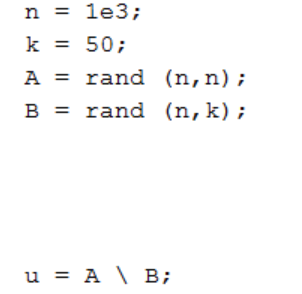 n = 1e3;
k = 50;
A = rand (n,n);
B = rand (n,k);
u = A \ B;